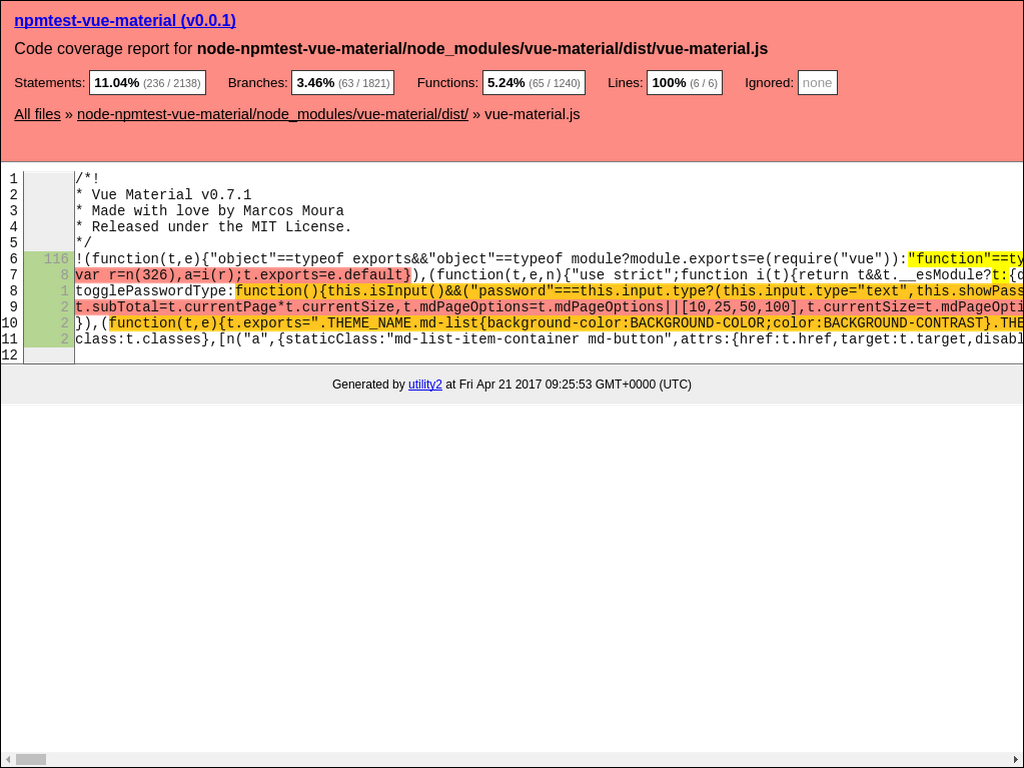 npmtest-vue-material (v0.0.1)
Code coverage report for node-npmtest-vue-material/node_modules/vue-material/dist/vue-material.js
Statements: 11.04% (236 / 2138) Branches: 3.46% (63 / 1821) Functions: 5.24% (65 / 1240) Lines: 100% (6 / 6) Ignored: none
All files » node-npmtest-vue-material/node_modules/vue-material/dist/ » vue-material.js
1 /*!
2 * Vue Material v0.7.1
3 * Made with love by Marcos Moura
4 * Released under the MIT License.
5 */
6 116 !(function(t,e){"object"==typeof exports&&"object"==typeof module?module.exports=e(require("vue")):"function"==ty
7 8 var r=n(326),a=i(r);t.exports=e.default}),(function(t,e,n){"use strict";function i(t){return t&&t.__esModule?t:{d
8 1 togglePasswordType:function(){this.isInput()&&("password"===this.input.type?(this.input.type="text",this.showPass
9 2 t.subTotal=t.currentPage*t.currentSize,t.mdPageOptions=t.mdPageOptions||[10,25,50,100],t.currentSize=t.mdPageOpti
10 2 }),(function(t,e){t.exports=".THEME_NAME.md-list{background-color:BACKGROUND-COLOR;color:BACKGROUND-CONTRAST}.THE
11 2 class:t.classes},[n("a",{staticClass:"md-list-item-container md-button",attrs:{href:t.href,target:t.target,disabl
12
Generated by utility2 at Fri Apr 21 2017 09:25:53 GMT+0000 (UTC)